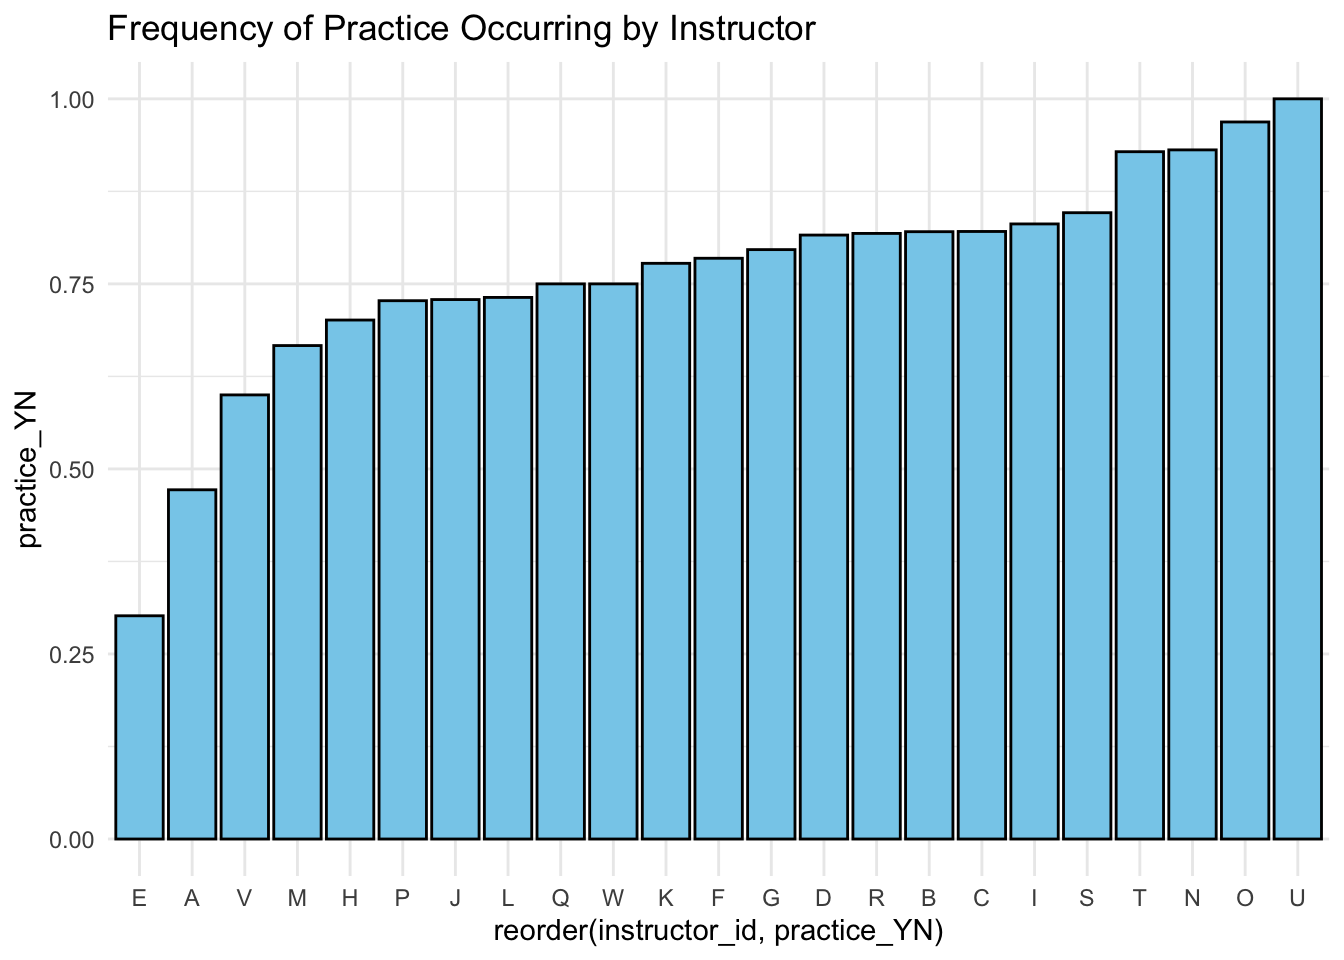 Frequency of Practice Occurring by Instructor
practice_YN
1.00
0.75
0.50
0.25
0.00
E A V M H P J L Q W K F G D R B C I S T N O U
reorder(instructor_id, practice_YN)